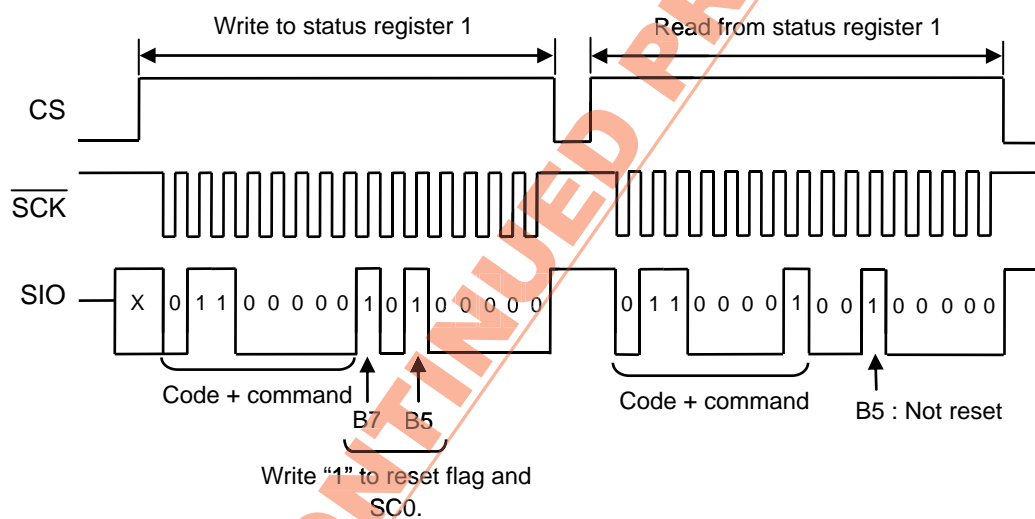 Write to status register 1 Read from status register 1
CS
SCK
SIO X 0 1 1 0 0 0 0 0 1 0 1 0 0 0 0 0 0 1 1 0 0 0 0 1 0 0 1 0 0 0 0 0
Code + command Code + command
B7 B5 B5 : Not reset
Write “1” to reset flag and
SC0.
ONTINUED PR